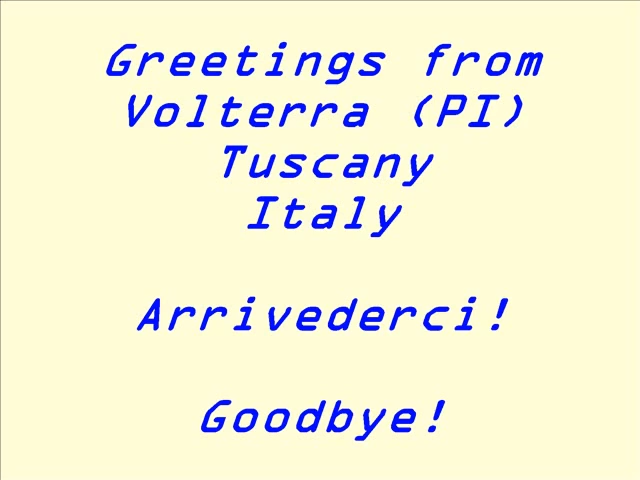 Greetings from
Volterra (PI)
Tuscany
Italy
Arrivederci!
Goodbye!